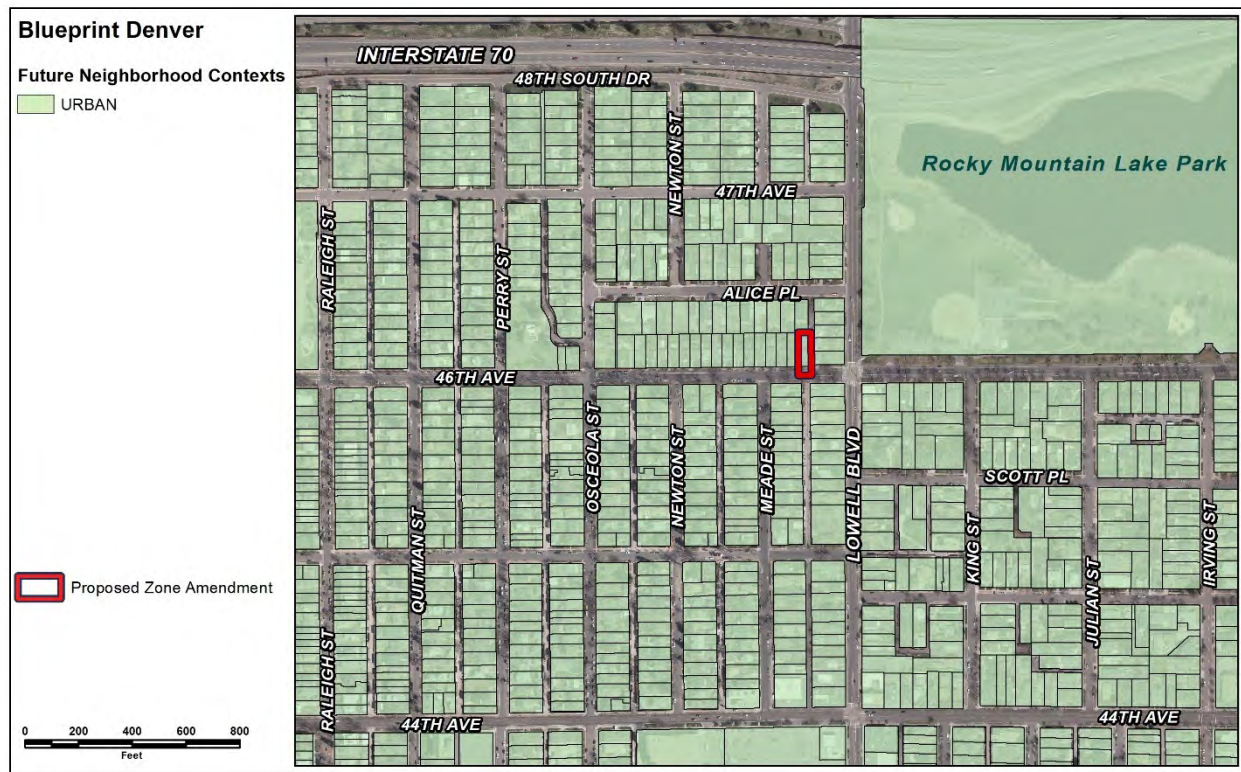 Blueprint Denver
Future Neighborhood Contexts
URBAN
Proposed Zone Amendment
0 200 400 600 800
Feet
INTERSTATE 70
48TH SOUTH DR
NEWTON ST
Rocky Mountain Lake Park
47TH AVE
RALEIGH ST
PERRY ST
ALICE PL
46TH AVE
OSCEOLA ST
NEWTON ST
MEADE ST
LOWELL BLVD
SCOTT PL
QUITMAN ST
KING ST
JULIAN ST
IRVING ST
RALEIGH ST
44TH AVE
44TH AVE